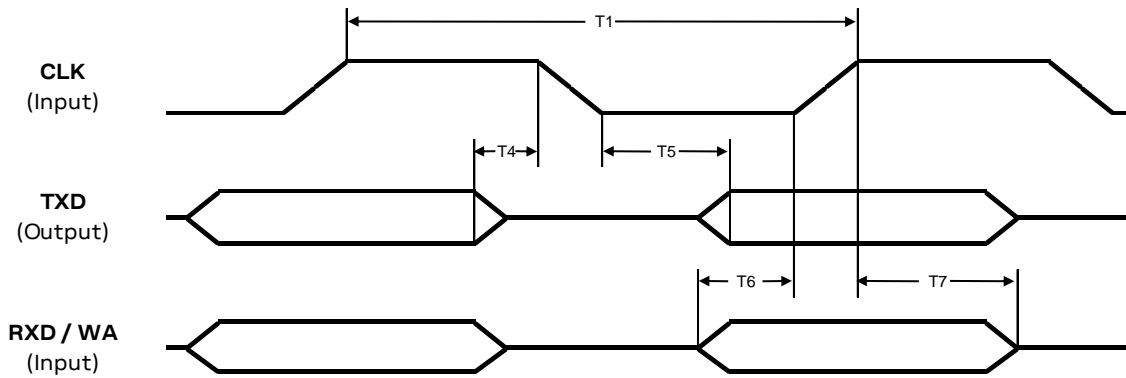 T1
CLK
(Input)
T4
T5
TXD
(Output)
T6
T7
RXD / WA
(Input)